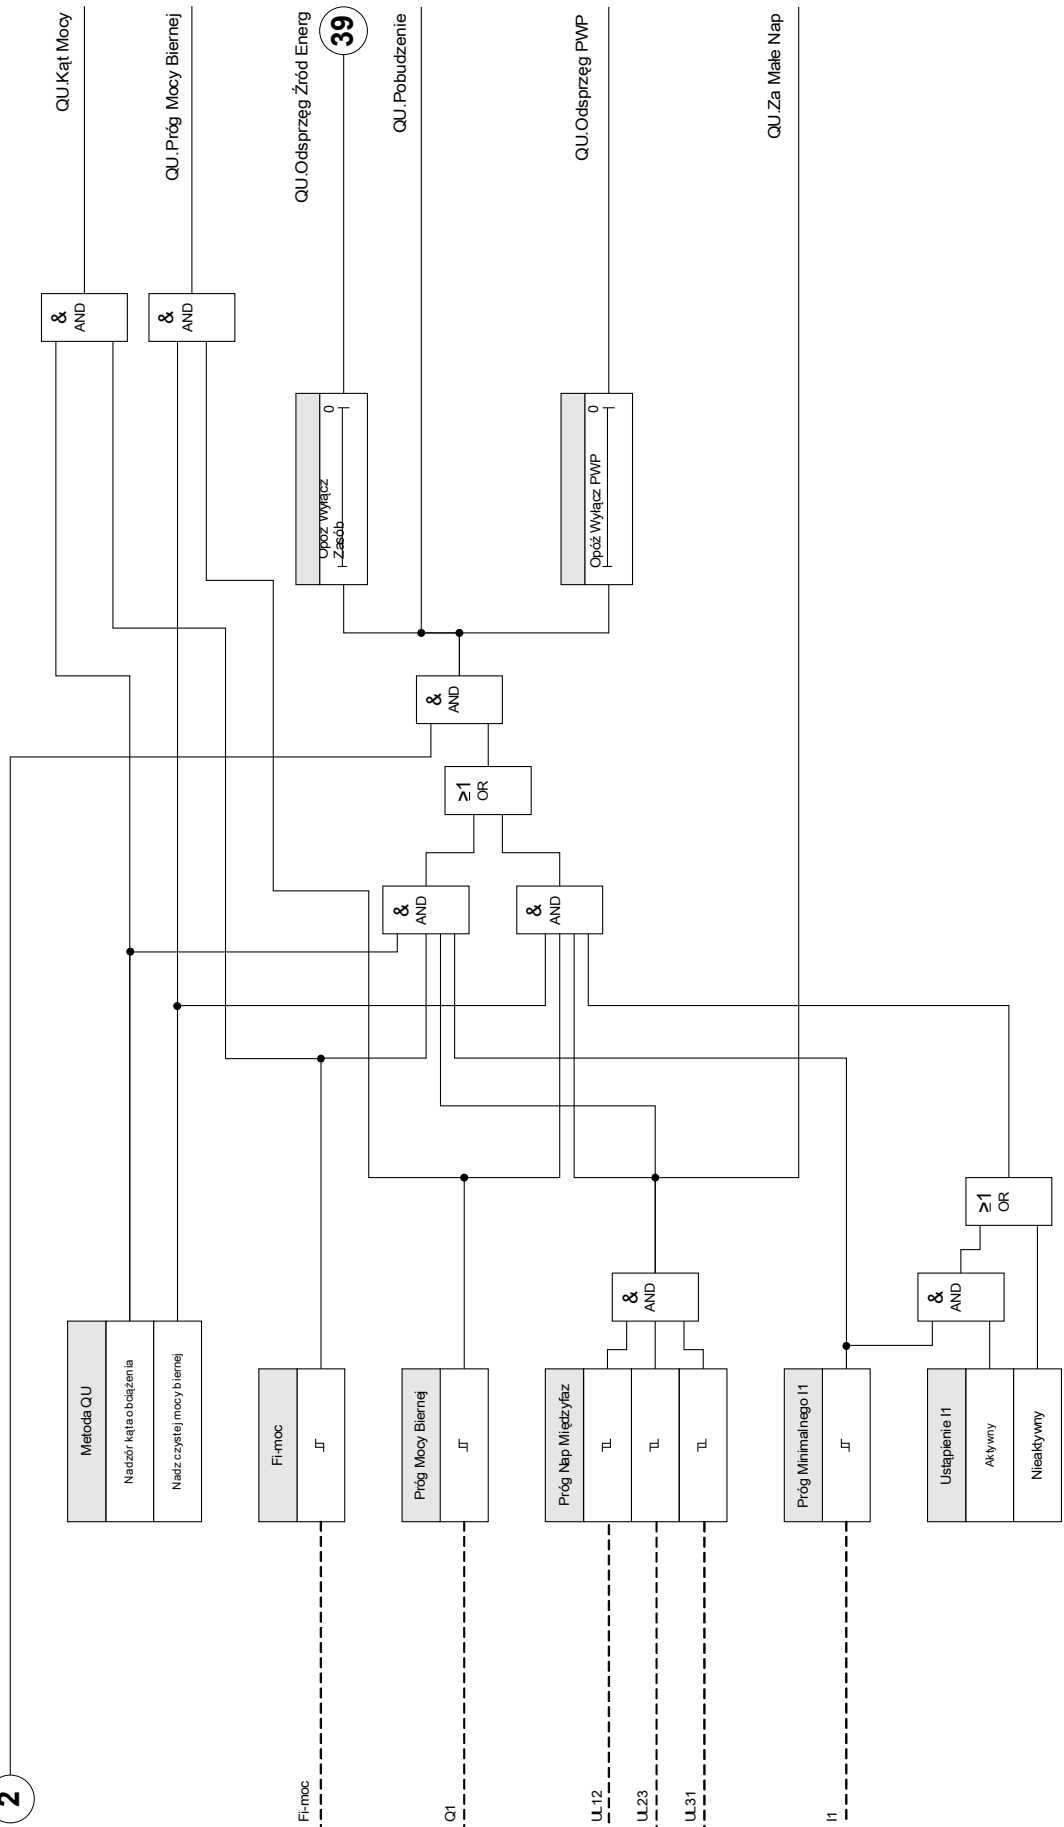 2
Metoda QU
Nadzór kąta obciążenia
Nadz czystej mocy biernej
&
AND
QU.Kąt Mocy
&
AND
QU.Próg Mocy Biernej
Fi-moc
Fi-moc
Opóź Wyłącz
Zasób
0
QU.Odsprzęg Źród Energ
39
QU.Pobudzenie
Q1
Próg Mocy Biernej
&
AND
≥1
OR
&
AND
&
AND
Opóź Wyłącz PWP
0
QU.Odsprzęg PWP
UL12
UL23
UL31
Próg Nap Międzyfaz
&
AND
QU.Za Małe Nap
I1
Próg Minimalnego I1
Ustąpienie I1
Aktywny
Nieaktywny
&
AND
≥1
OR